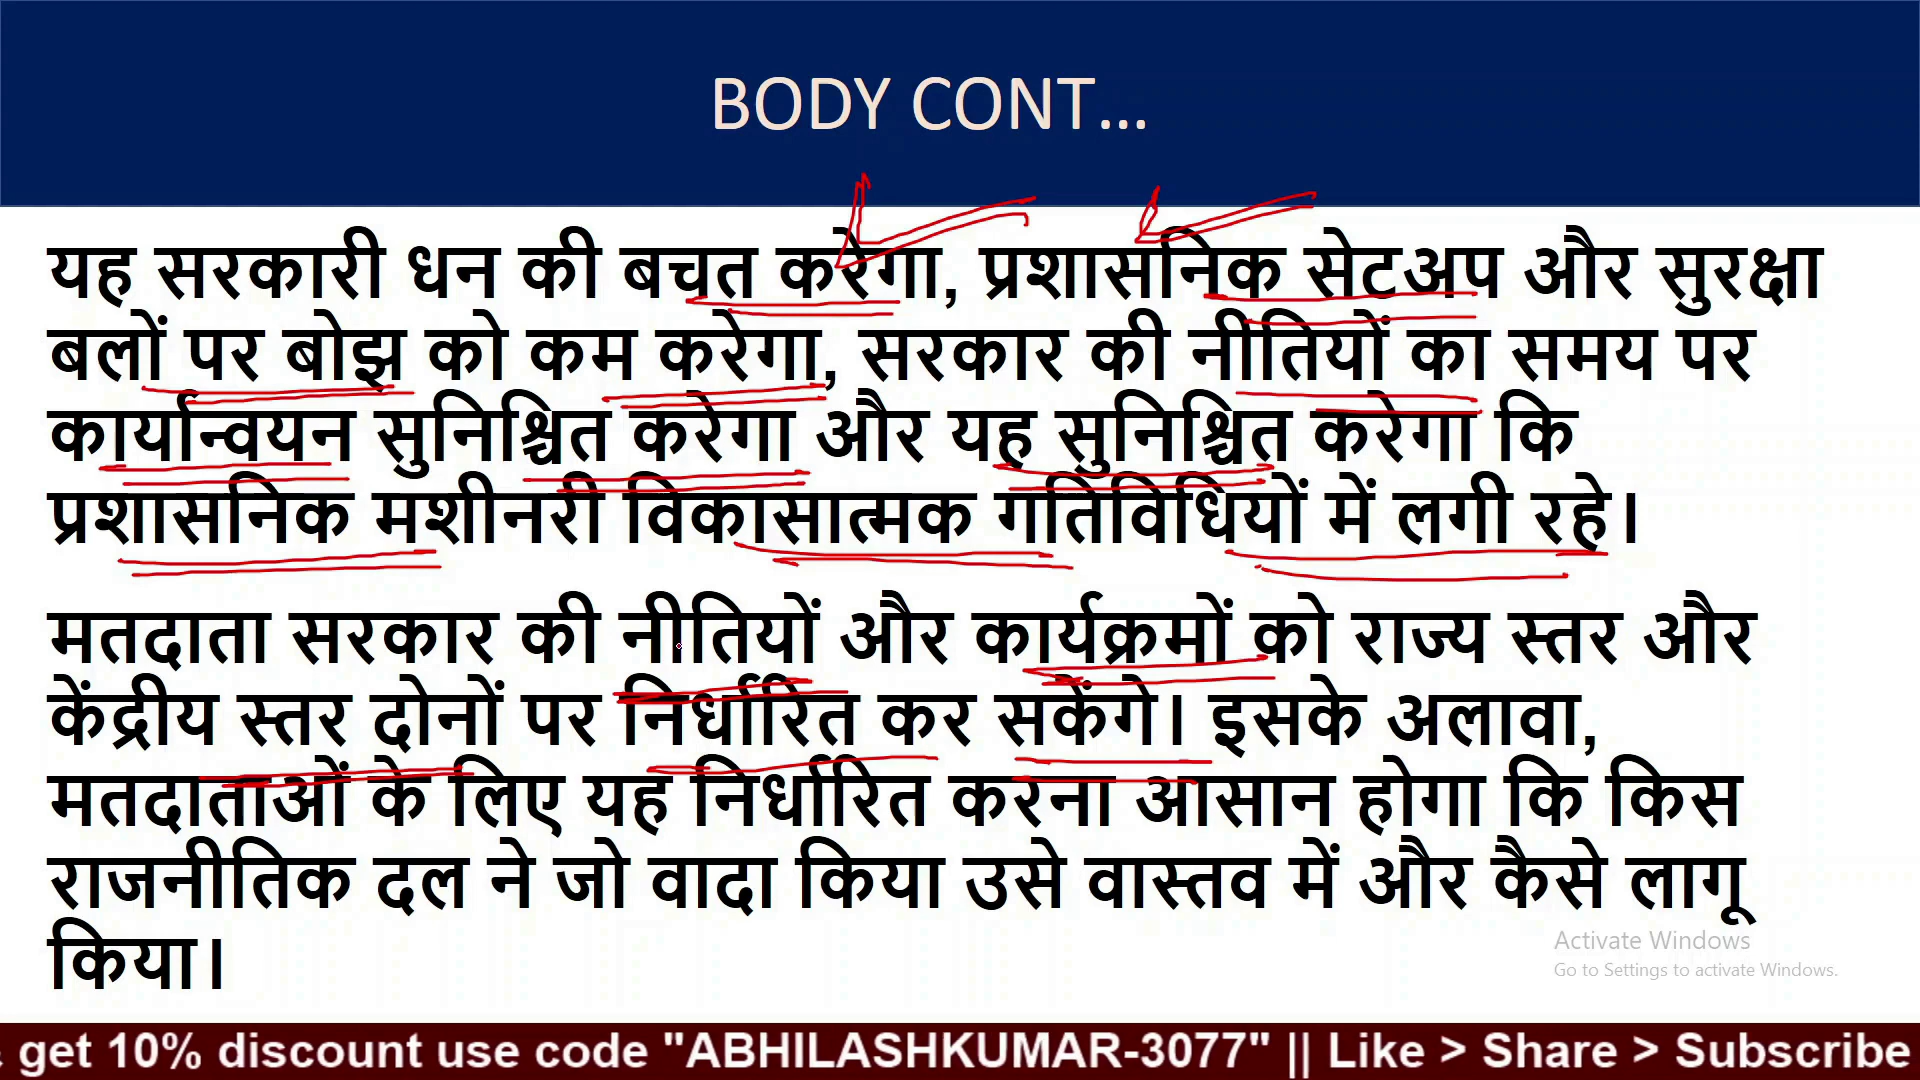 BODY CONT...
यह सरकारी धन की बचत करेगा, प्रशासनिक सेटअप और सुरक्षा
बलों पर बोझ को कम करेगा, सरकार की नीतियों का समय पर
कार्यान्वयन सुनिश्चित करेगा और यह सुनिश्चित करेगा कि
प्रशासनिक मशीनरी विकासात्मक गतिविधियों में लगी रहे।
मतदाता सरकार की नीतियों और कार्यक्रमों को राज्य स्तर और
केंद्रीय स्तर दोनों पर निर्धारित कर सकेंगे। इसके अलावा,
मतदाताओं के लिए यह निर्धारित करना आसान होगा कि किस
राजनीतिक दल ने जो वादा किया उसे वास्तव में और कैसे लागू
किया।
Activate Windows
Go to Settings to activate Windows.
get 10% discount use code "ABHILASHKUMAR-3077" || Like > Share > Subscribe